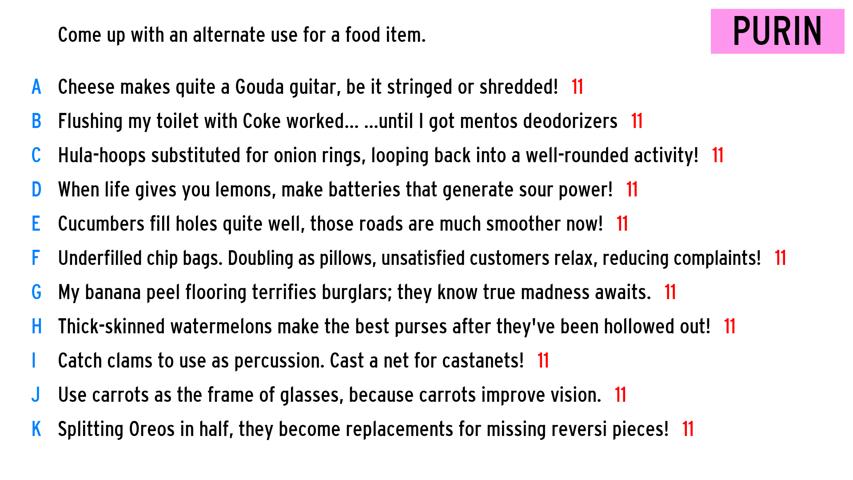 Come up with an alternate use for a food item.
PURIN
A Cheese makes quite a Gouda guitar, be it stringed or shredded! 11
B Flushing my toilet with Coke worked... ...until I got mentos deodorizers 11
C Hula-hoops substituted for onion rings, looping back into a well-rounded activity! 11
D When life gives you lemons, make batteries that generate sour power! 11
E Cucumbers fill holes quite well, those roads are much smoother now! 11
F Underfilled chip bags. Doubling as pillows, unsatisfied customers relax, reducing complaints! 11
G My banana peel flooring terrifies burglars; they know true madness awaits. 11
H Thick-skinned watermelons make the best purses after they've been hollowed out! 11
I Catch clams to use as percussion. Cast a net for castanets! 11
J Use carrots as the frame of glasses, because carrots improve vision. 11
K Splitting Oreos in half, they become replacements for missing reversi pieces! 11